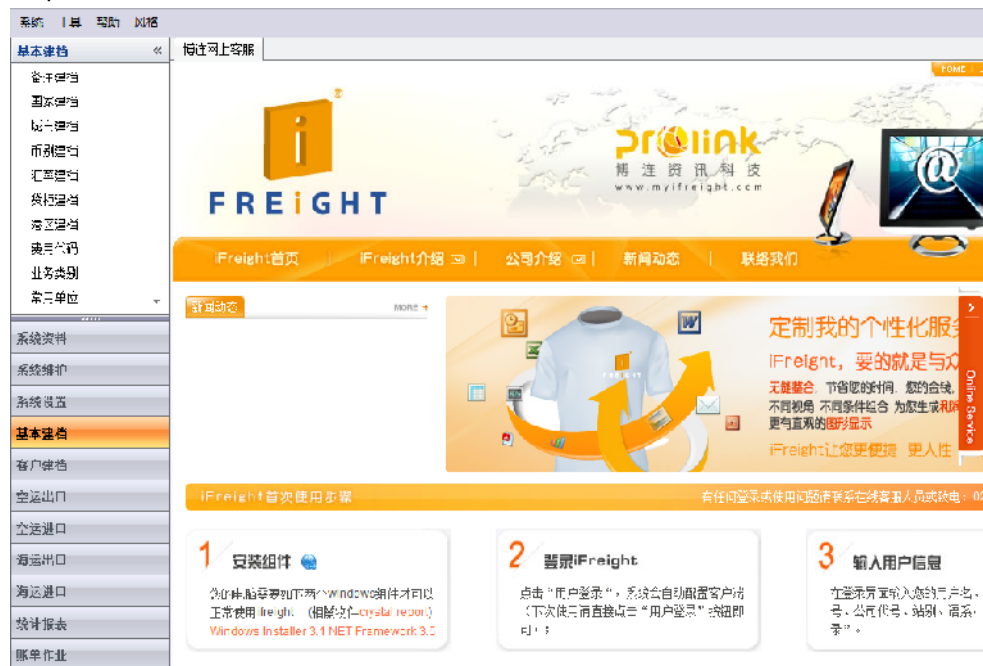 系统 工具 帮助 风格
基本建档 «
博连网上客服
备注建档
国家建档
城市建档
币别建档
汇率建档
货柜建档
港区建档
费用代码
业务类别
常用单位
系统资料
系统维护
系统设置
基本建档
客户建档
空运出口
空运进口
海运出口
海运进口
统计报表
账单作业
HOME
i
FREiGHT
prolink
博连资讯科技
www.myifreight.com
iFreight首页 | iFreight介绍 | 公司介绍 | 新闻动态 | 联络我们
新闻动态 MORE
定制我的个性化服
iFreight，要的就是与众
无缝整合，节省您的时间、您的金钱，
不同视角 不同条件组合 为您生成利润
更有直观的图形显示
iFreight让您更便捷 更人性
Online Service
iFreight首次使用步骤
有任何登录或使用问题请联系在线客服人员或致电：02
1 安装组件
您的电脑需要如下两个windows组件才可以
正常使用ifreight （相关软件crystal report）
Windows Installer 3.1 NET Framework 3.5
2 登录iFreight
点击“用户登录”，系统会自动配置客户端
（下次使用请直接点击“用户登录”按钮即
可）；
3 输入用户信息
在登录界面输入您的用户名、
号、公司代号、站别、语系，
录”。